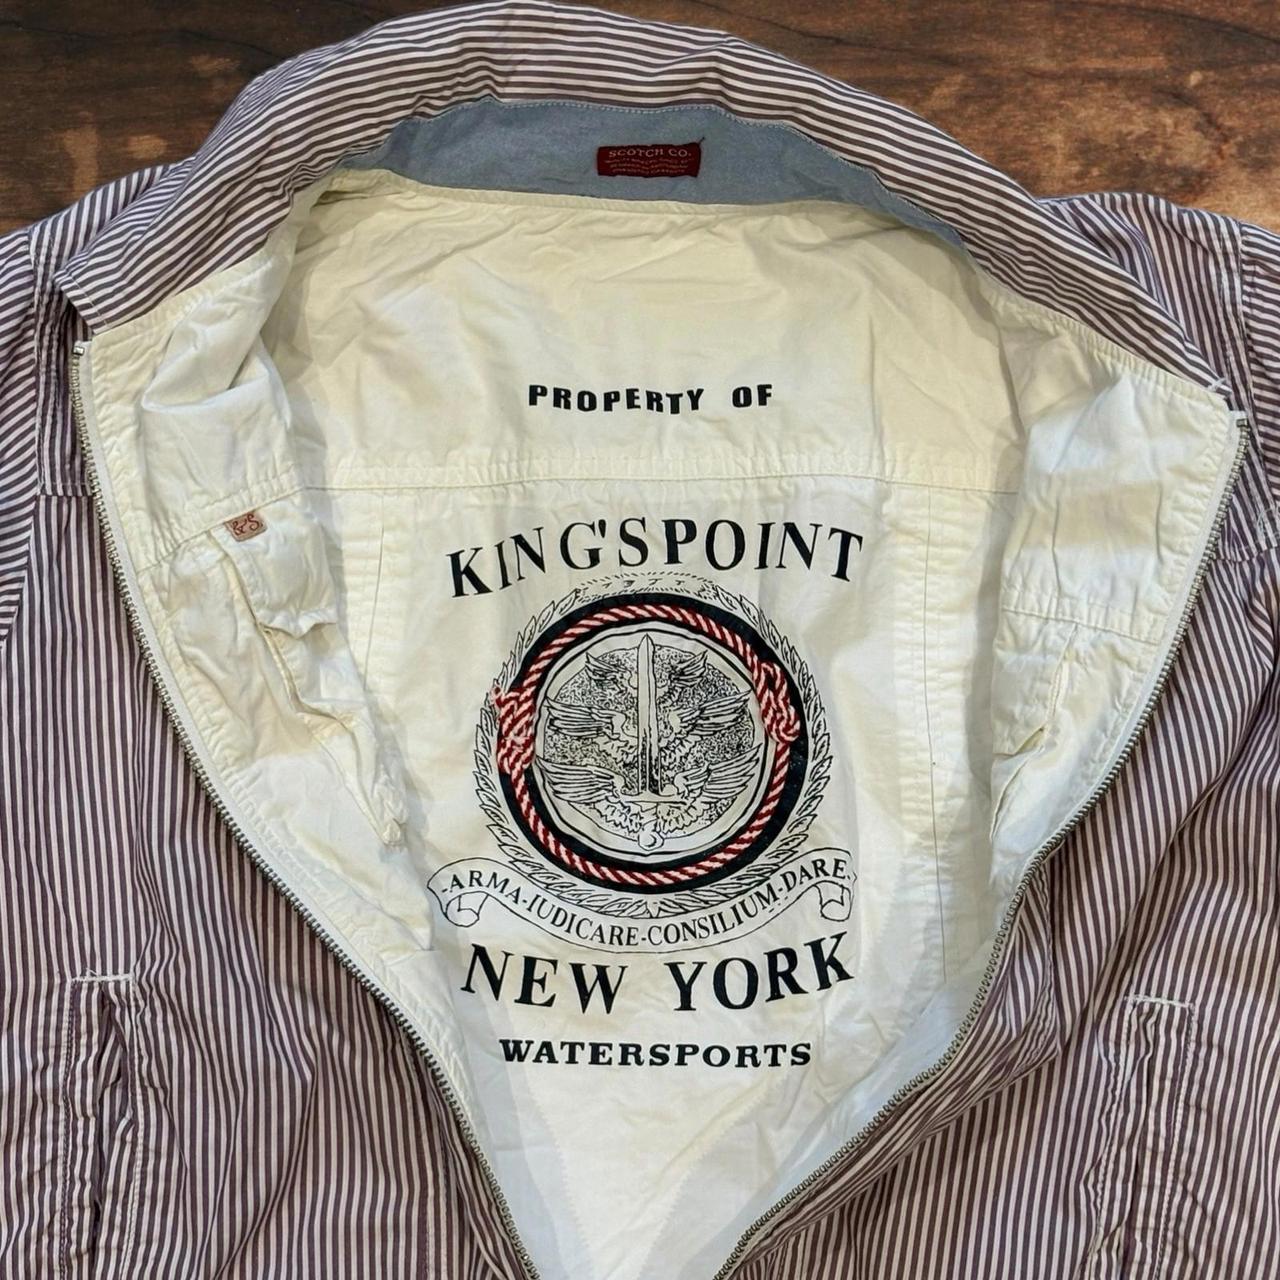 SCOTCH CO.
PROPERTY OF
&S
KING'SPOINT
-ARMA-IUDICARE-CONSILIUM-DARE.
NEW YORK
WATERSPORTS